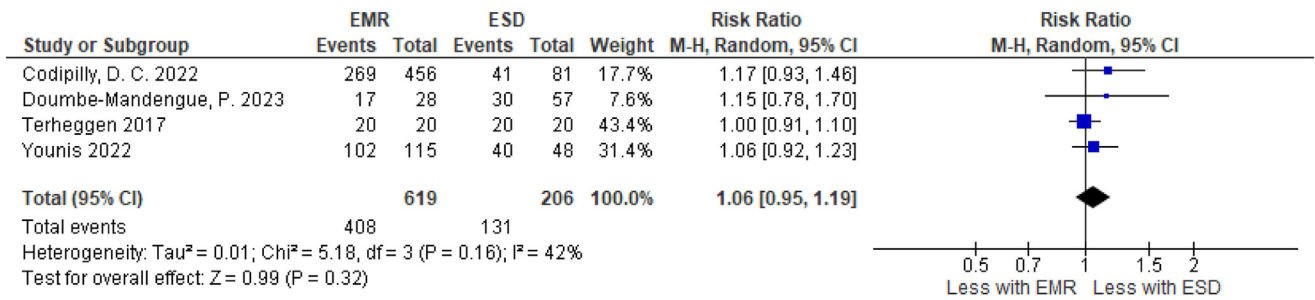 EMR ESD Risk Ratio Risk Ratio
Study or Subgroup Events Total Events Total Weight M-H, Random, 95% CI M-H, Random, 95% CI
Codipilly, D. C. 2022 269 456 41 81 17.7% 1.17 [0.93, 1.46]
Doumbe-Mandengue, P. 2023 17 28 30 57 7.6% 1.15 [0.78, 1.70]
Terheggen 2017 20 20 20 20 43.4% 1.00 [0.91, 1.10]
Younis 2022 102 115 40 48 31.4% 1.06 [0.92, 1.23]
Total (95% CI) 619 206 100.0% 1.06 [0.95, 1.19]
Total events 408 131
Heterogeneity: Tau² = 0.01; Chi² = 5.18, df = 3 (P = 0.16); I² = 42%
Test for overall effect: Z = 0.99 (P = 0.32)
0.5 0.7 1 1.5 2
Less with EMR Less with ESD